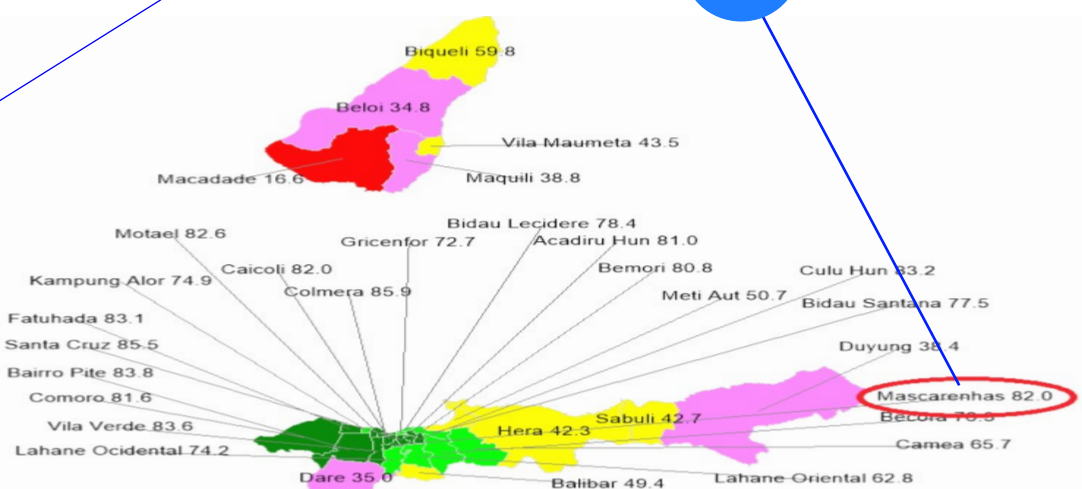 Biqueli 59.8
Beloi 34.8
Vila Maumeta 43.5
Macadade 16.6
Maquili 38.8
Bidau Lecidere 78.4
Motael 82.6
Gricenfor 72.7
Acadiru Hun 81.0
Caicoli 82.0
Bemori 80.8
Culu Hun 83.2
Kampung Alor 74.9
Colmera 85.9
Meti Aut 50.7
Bidau Santana 77.5
Fatuhada 83.1
Santa Cruz 85.5
Duyung 38.4
Bairro Pite 83.8
Mascarenhas 82.0
Comoro 81.6
Becora
Sabuli 42.7
Vila Verde 83.6
Hera 42.3
Camea 65.7
Lahane Ocidental 74.2
Dare 35.0
Balibar 49.4
Lahane Oriental 62.8